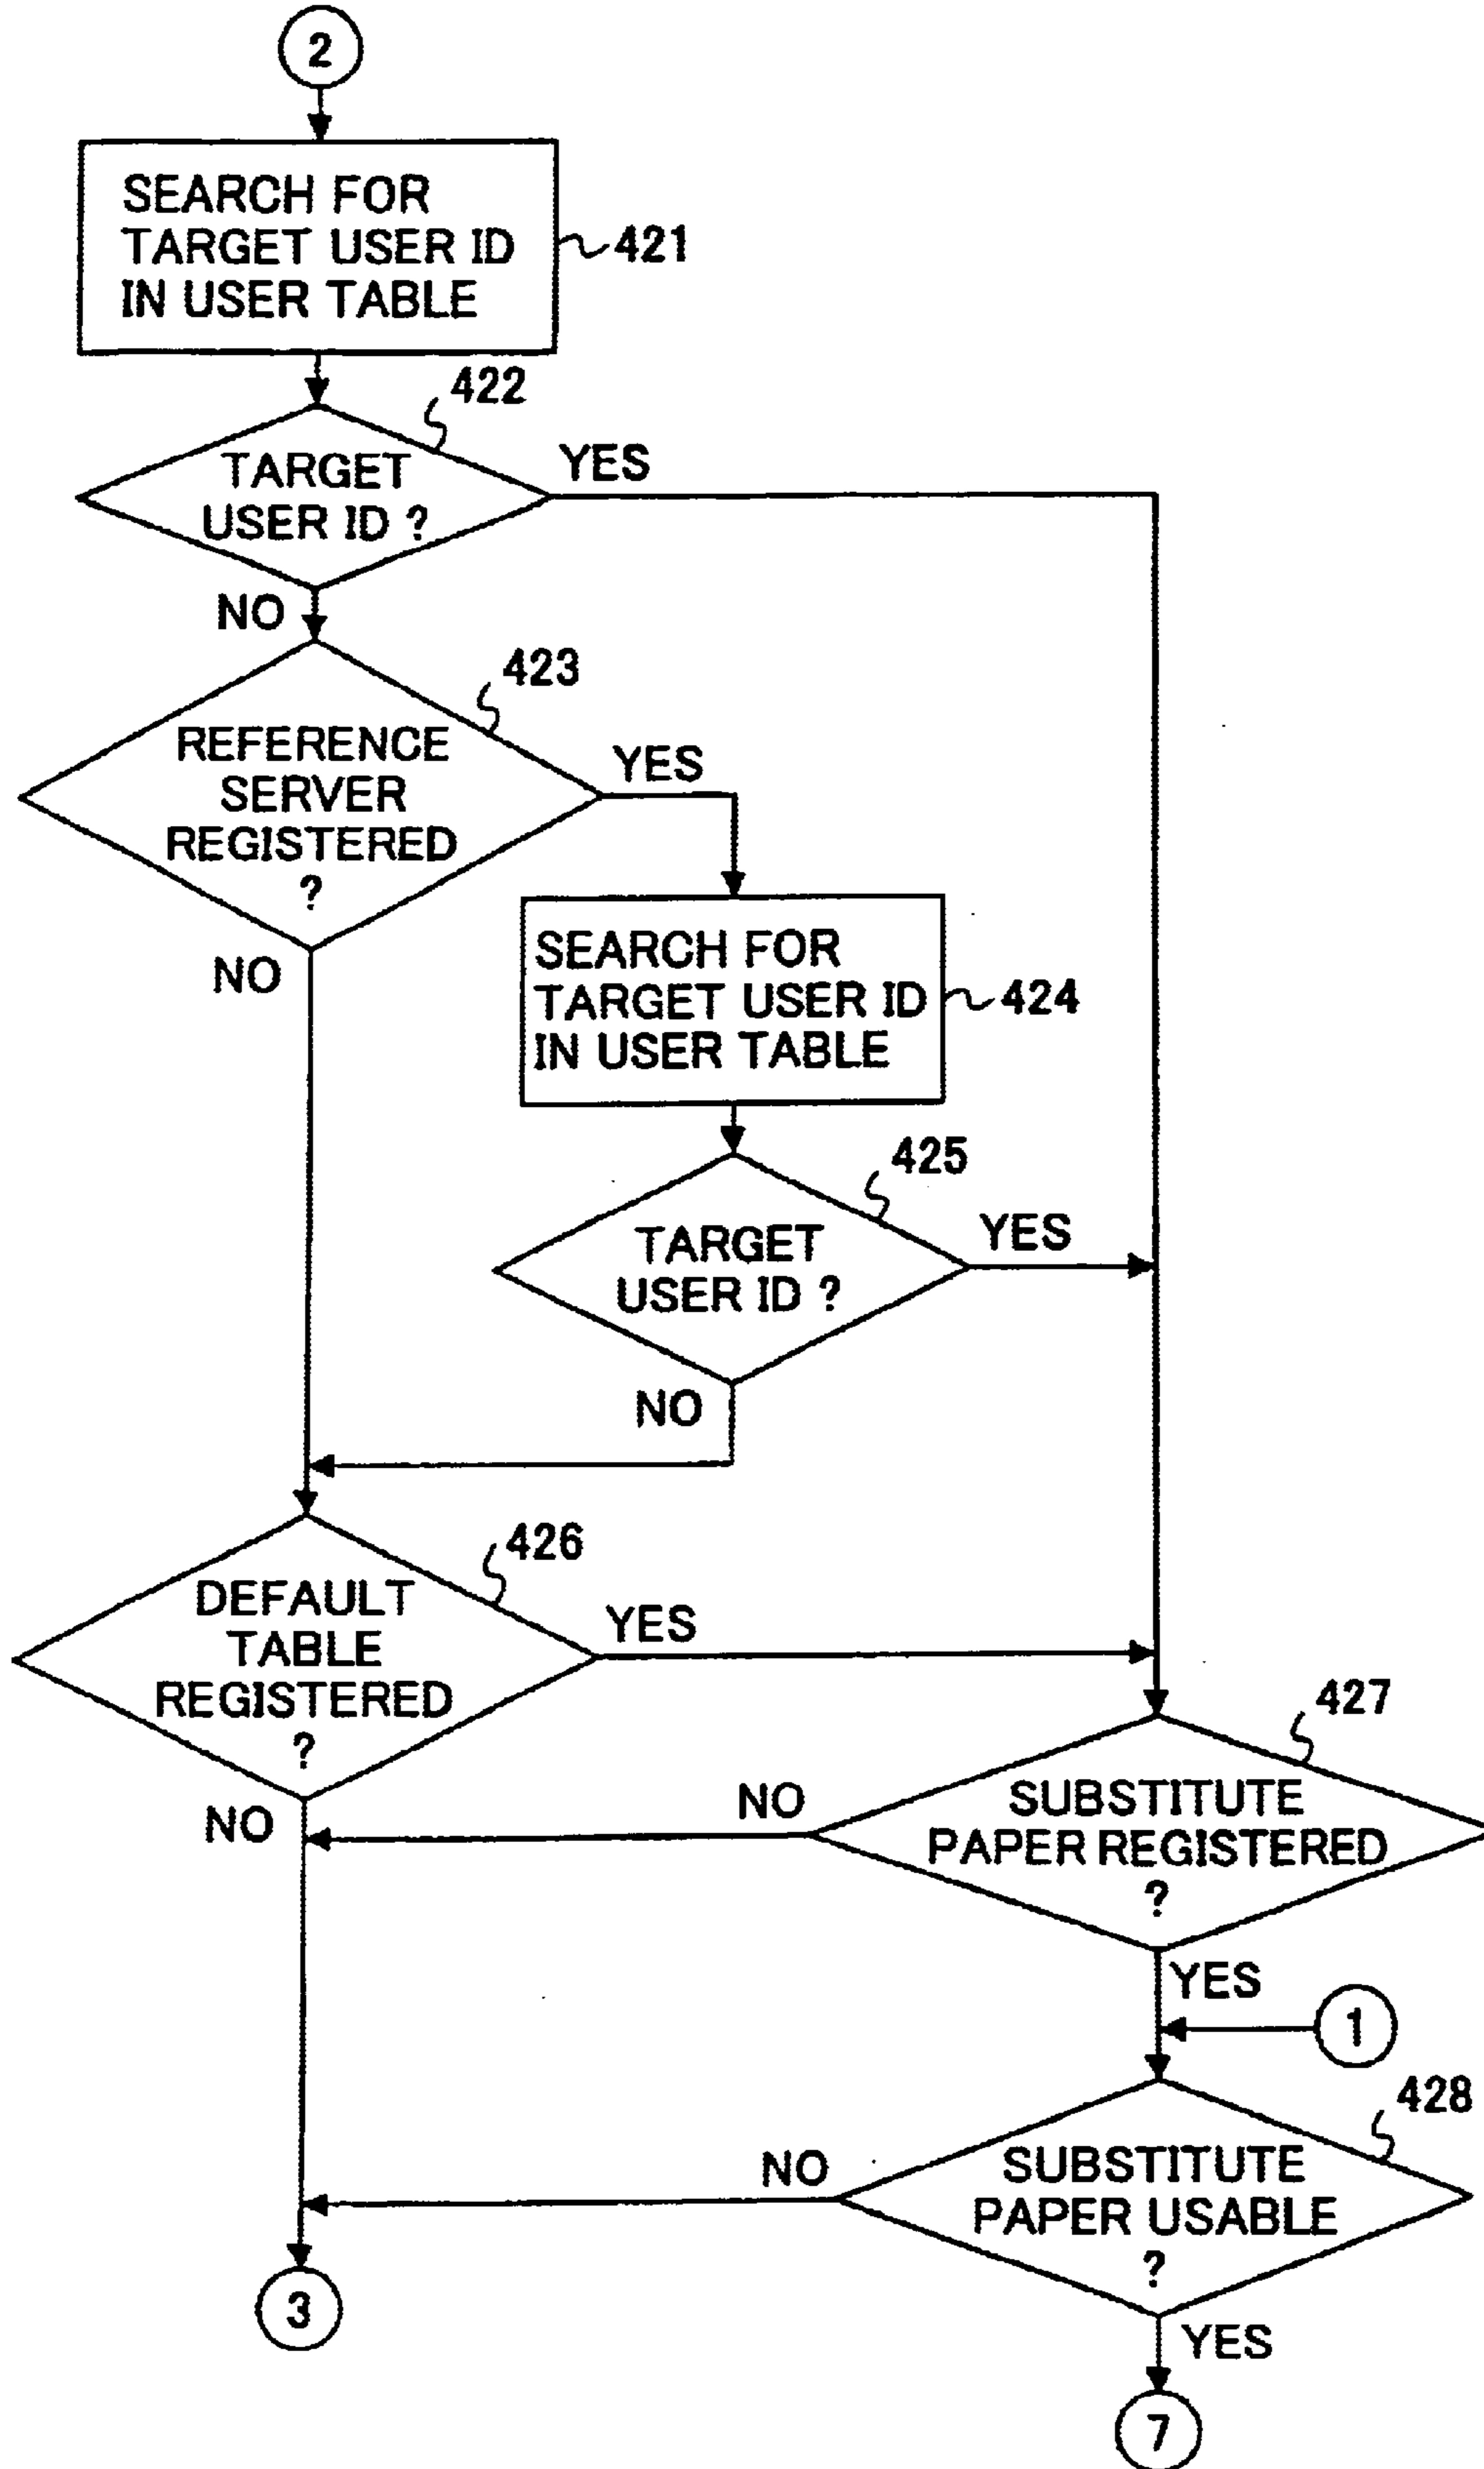 2
SEARCH FOR
TARGET USER ID
IN USER TABLE
421
422
TARGET
USER ID ?
YES
NO
423
REFERENCE
SERVER
REGISTERED
?
YES
NO
SEARCH FOR
TARGET USER ID
IN USER TABLE
424
425
TARGET
USER ID ?
YES
NO
426
DEFAULT
TABLE
REGISTERED
?
YES
NO
427
SUBSTITUTE
PAPER REGISTERED
?
NO
YES
1
428
SUBSTITUTE
PAPER USABLE
?
NO
YES
3
7